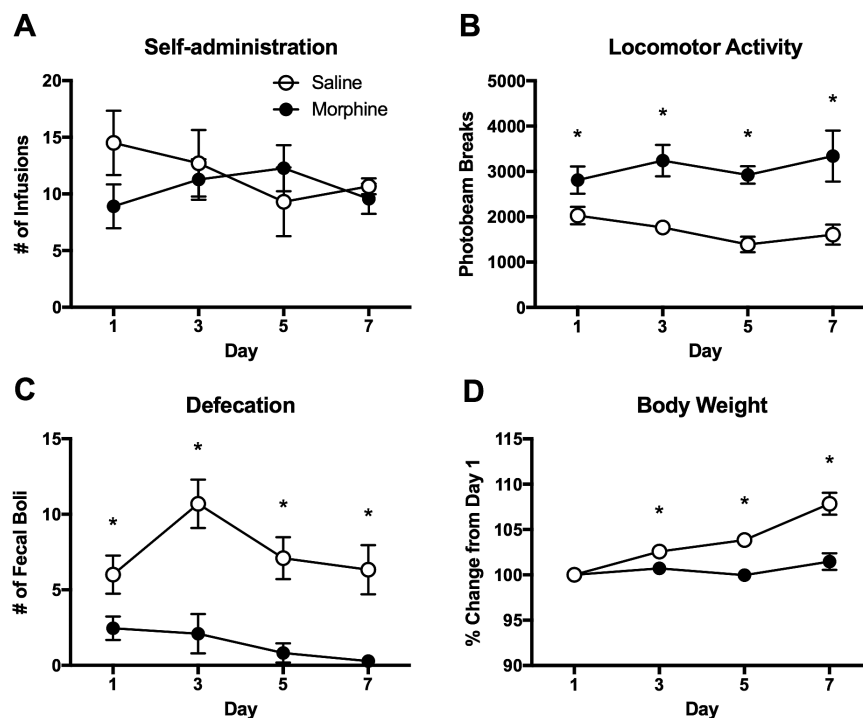 A
Self-administration
# of Infusions
20
15
10
5
0
Saline
Morphine
1 3 5 7
Day
B
Locomotor Activity
Photobeam Breaks
5000
4000
3000
2000
1000
0
* * * *
1 3 5 7
Day
C
Defecation
# of Fecal Boli
15
10
5
0
* * * *
1 3 5 7
Day
D
Body Weight
% Change from Day 1
115
110
105
100
95
90
* * *
1 3 5 7
Day